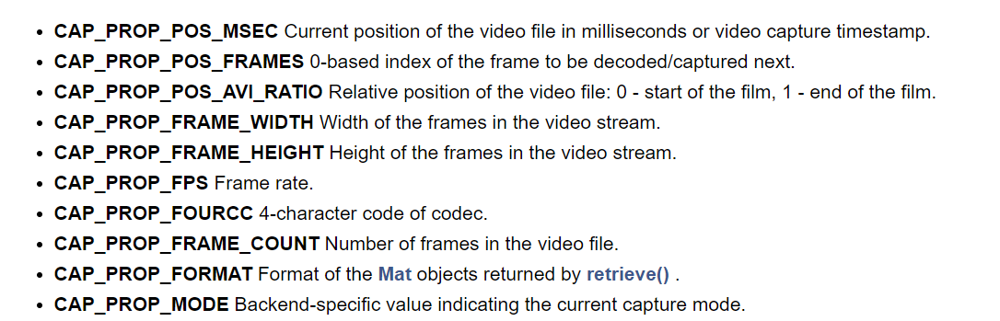 • CAP_PROP_POS_MSEC Current position of the video file in milliseconds or video capture timestamp.
• CAP_PROP_POS_FRAMES 0-based index of the frame to be decoded/captured next.
• CAP_PROP_POS_AVI_RATIO Relative position of the video file: 0 - start of the film, 1 - end of the film.
• CAP_PROP_FRAME_WIDTH Width of the frames in the video stream.
• CAP_PROP_FRAME_HEIGHT Height of the frames in the video stream.
• CAP_PROP_FPS Frame rate.
• CAP_PROP_FOURCC 4-character code of codec.
• CAP_PROP_FRAME_COUNT Number of frames in the video file.
• CAP_PROP_FORMAT Format of the Mat objects returned by retrieve() .
• CAP_PROP_MODE Backend-specific value indicating the current capture mode.